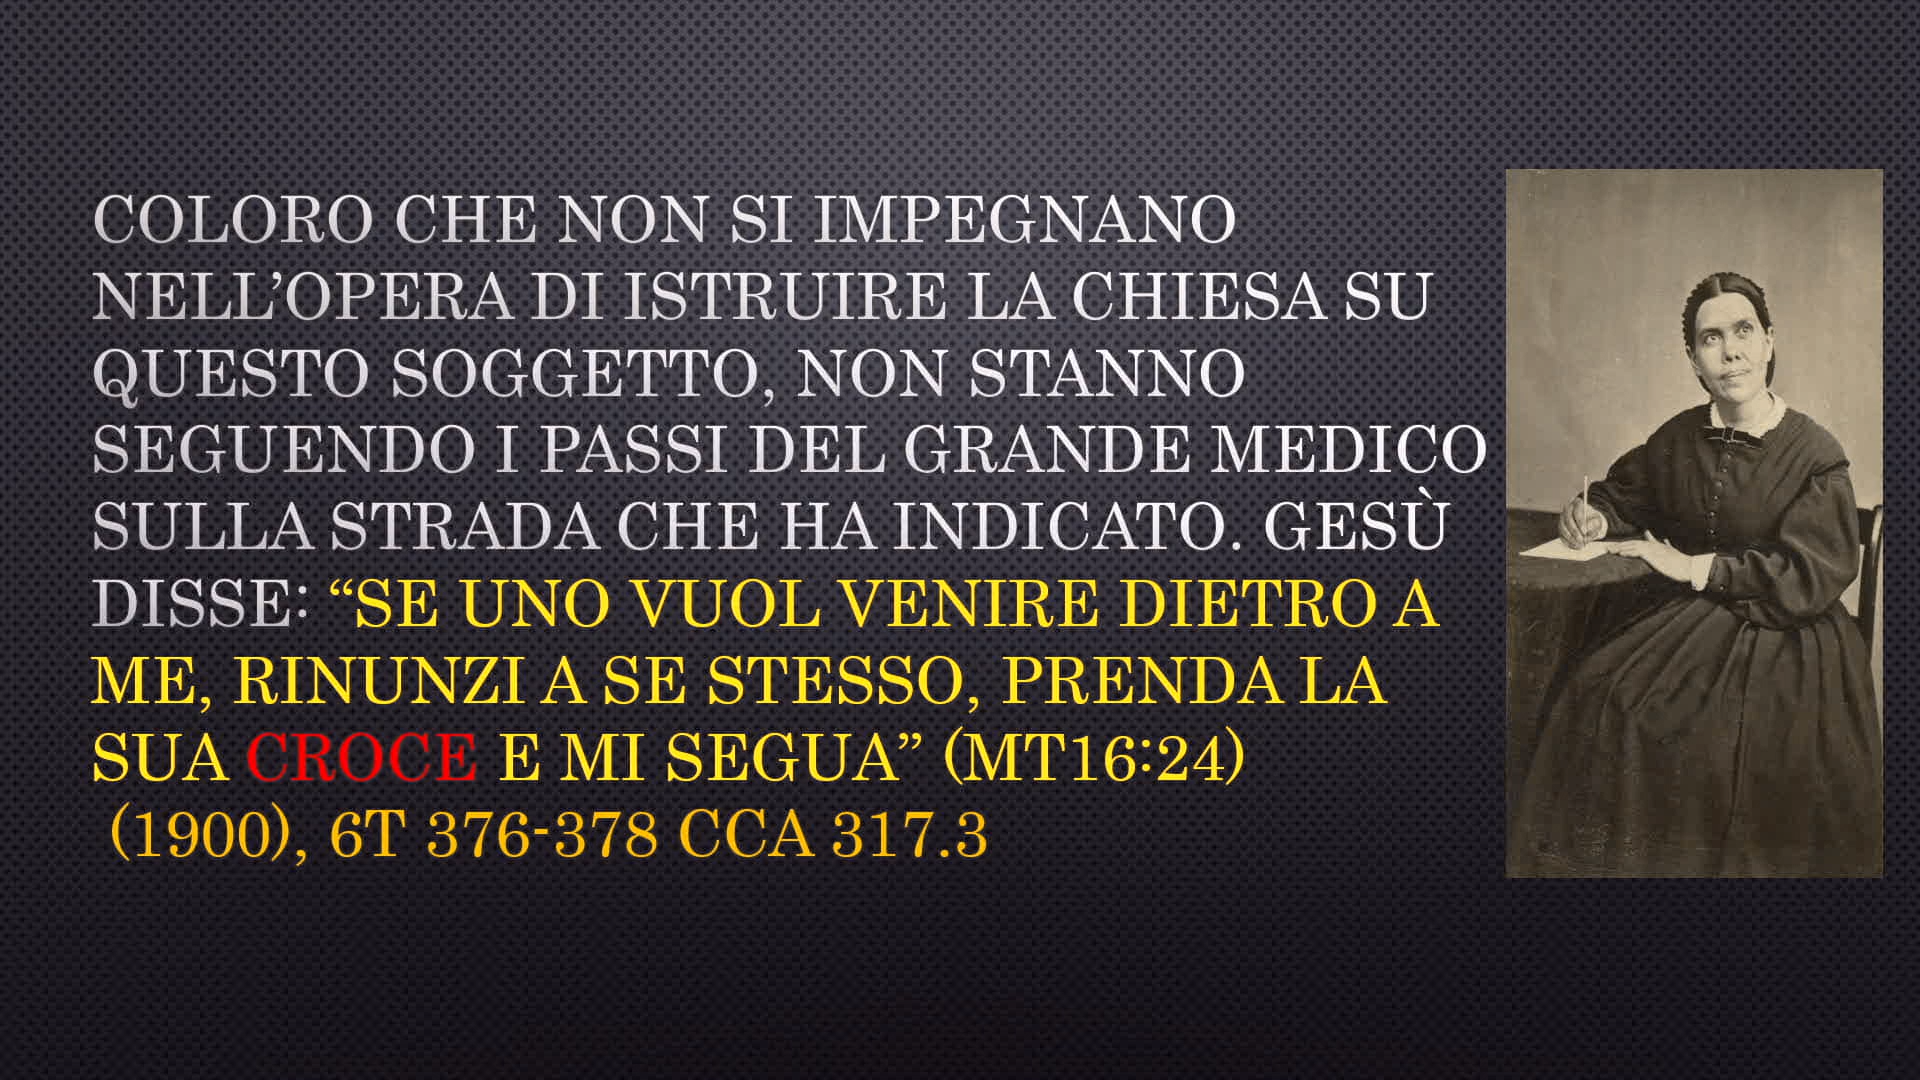 COLORO CHE NON SI IMPEGNANO
NELL’OPERA DI ISTRUIRE LA CHIESA SU
QUESTO SOGGETTO, NON STANNO
SEGUENDO I PASSI DEL GRANDE MEDICO
SULLA STRADA CHE HA INDICATO. GESÙ
DISSE: “SE UNO VUOL VENIRE DIETRO A
ME, RINUNZI A SE STESSO, PRENDA LA
SUA CROCE E MI SEGUA” (MT16:24)
(1900), 6T 376-378 CCA 317.3